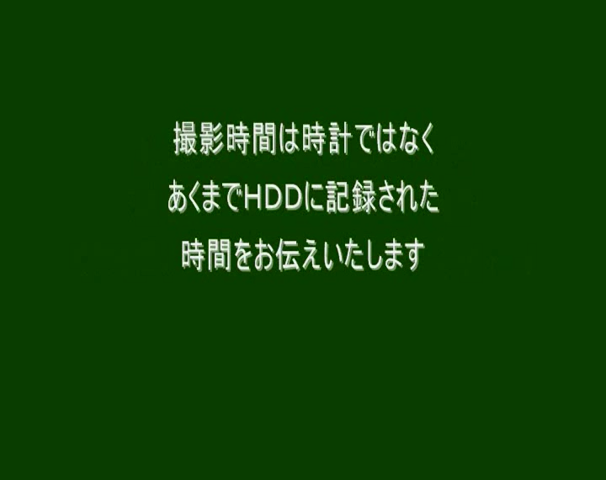 撮影時間は時計ではなく
あくまでHDDに記録された
時間をお伝えいたします